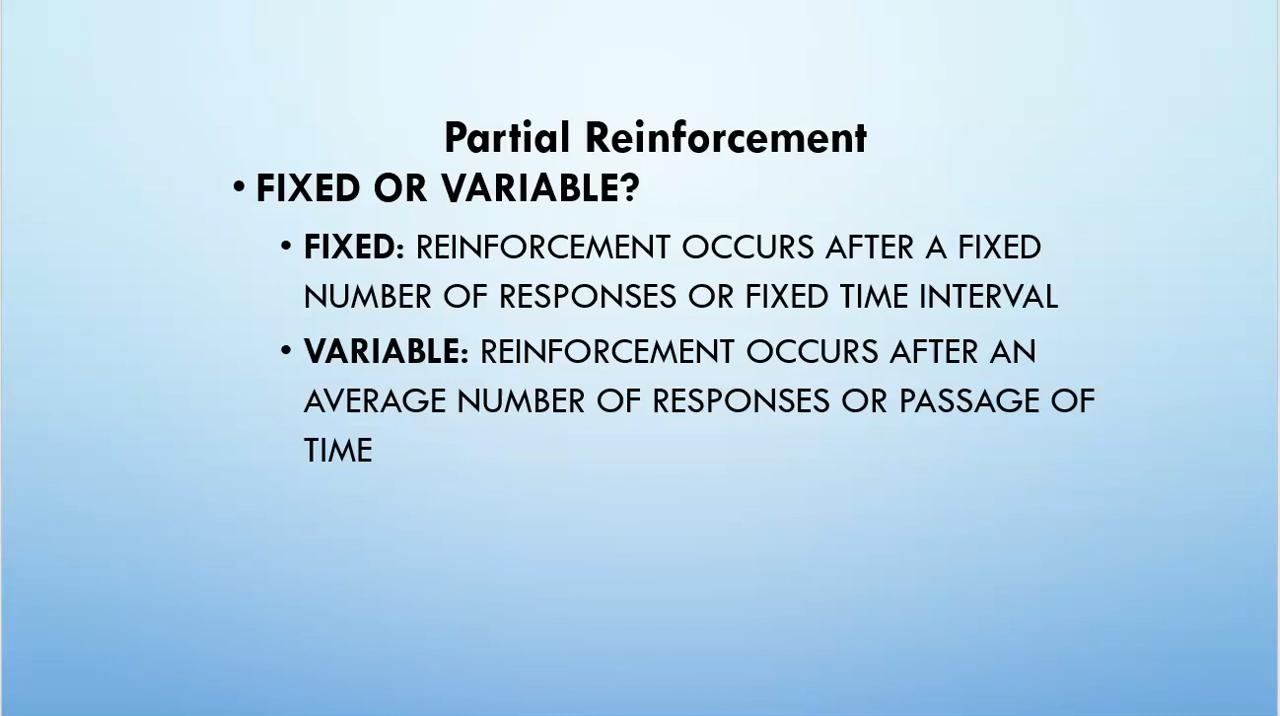 Partial Reinforcement
• FIXED OR VARIABLE?
• FIXED: REINFORCEMENT OCCURS AFTER A FIXED
NUMBER OF RESPONSES OR FIXED TIME INTERVAL
• VARIABLE: REINFORCEMENT OCCURS AFTER AN
AVERAGE NUMBER OF RESPONSES OR PASSAGE OF
TIME